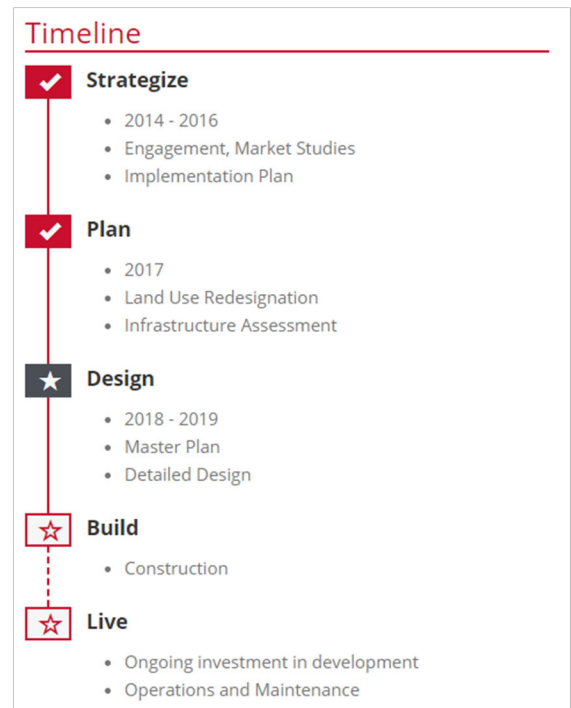 Timeline
Strategize
2014 - 2016
Engagement, Market Studies
Implementation Plan
Plan
2017
Land Use Redesignation
Infrastructure Assessment
Design
2018 - 2019
Master Plan
Detailed Design
Build
Construction
Live
Ongoing investment in development
Operations and Maintenance